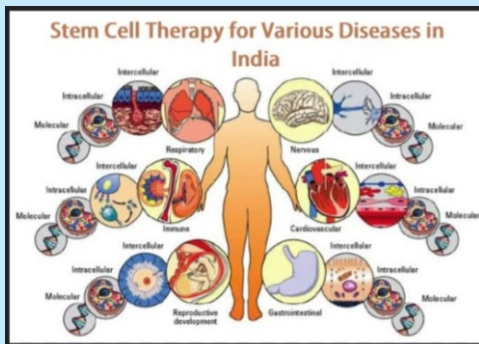 Stem Cell Therapy for Various Diseases in
India
Intercellular
Intracellular
Molecular
Respiratory
Intercellular
Intracellular
Molecular
Nervous
Intercellular
Intracellular
Molecular
Immune
Intercellular
Intracellular
Molecular
Cardiovascular
Intercellular
Intracellular
Molecular
Reproductive
development
Intercellular
Intracellular
Molecular
Gastrointestinal